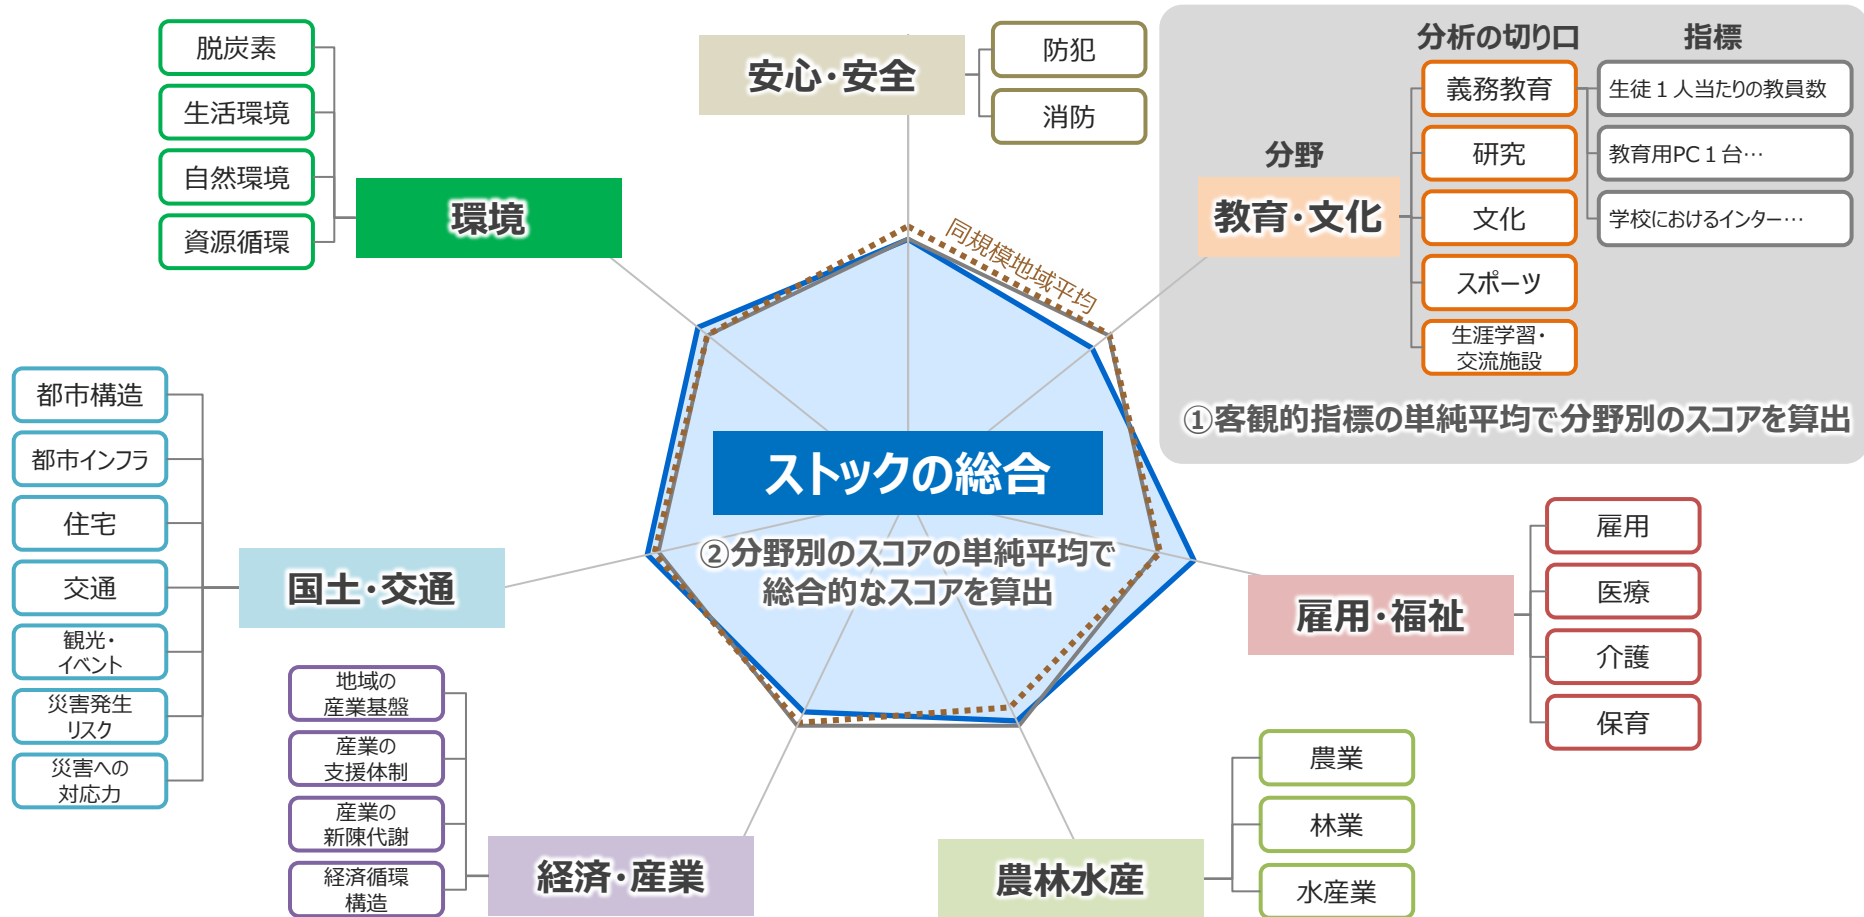 脱炭素
生活環境
自然環境
資源循環
環境
安心・安全
防犯
消防
分析の切り口
指標
分野
教育・文化
義務教育
研究
文化
スポーツ
生涯学習・
交流施設
生徒１人当たりの教員数
教育用PC１台…
学校におけるインター…
①客観的指標の単純平均で分野別のスコアを算出
同規模地域平均
ストックの総合
②分野別のスコアの単純平均で
総合的なスコアを算出
都市構造
都市インフラ
住宅
交通
観光・
イベント
災害発生
リスク
災害への
対応力
国土・交通
雇用・福祉
雇用
医療
介護
保育
地域の
産業基盤
産業の
支援体制
産業の
新陳代謝
経済循環
構造
経済・産業
農林水産
農業
林業
水産業